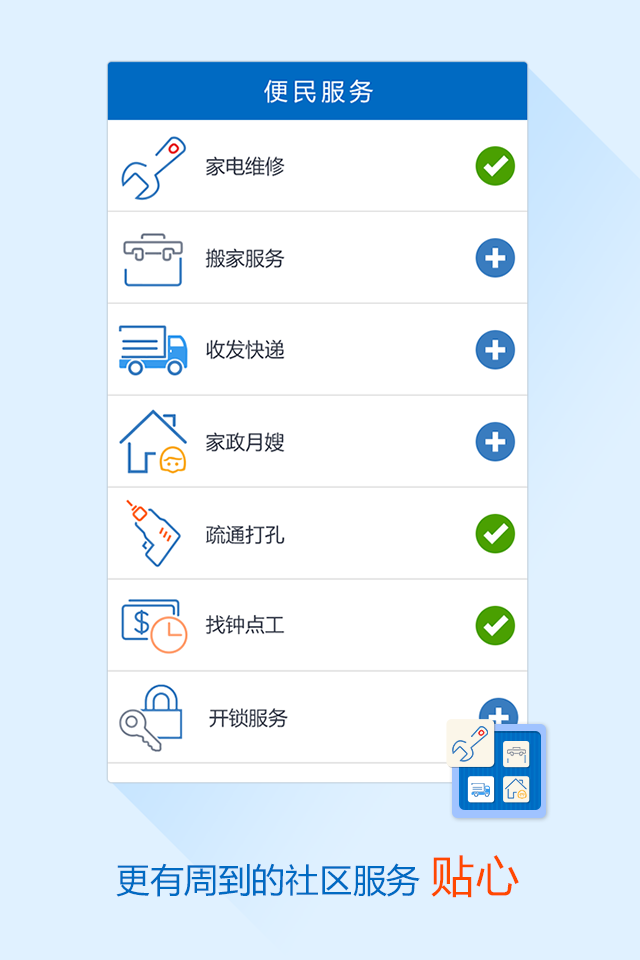 便民服务
家电维修
搬家服务
收发快递
家政月嫂
疏通打孔
找钟点工
开锁服务
更有周到的社区服务 贴心